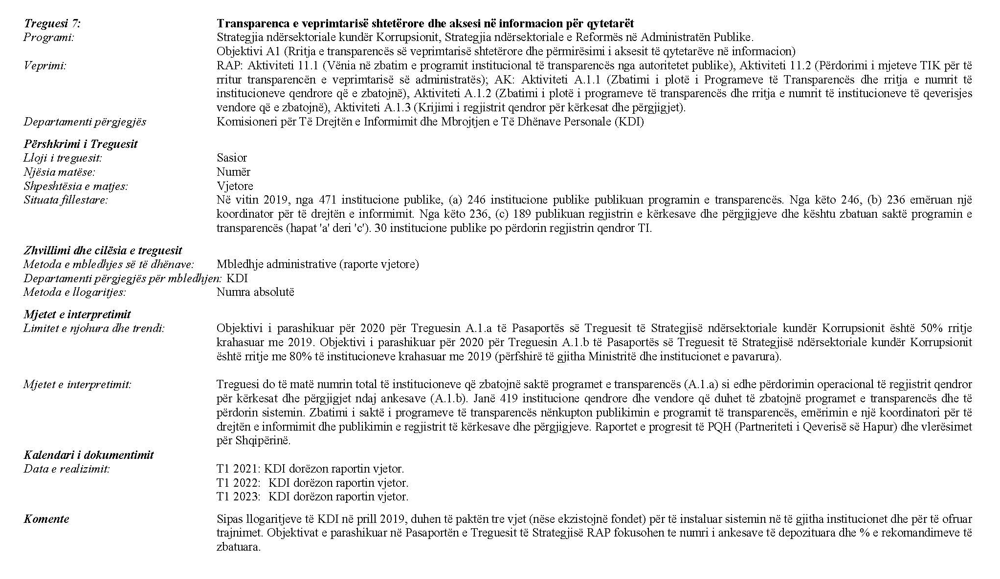 Treguesi 7: Transparenca e veprimtarisë shtetërore dhe aksesi në informacion për qytetarët
Programi: Strategjia ndërsektoriale kundër Korrupsionit, Strategjia ndërsektoriale e Reformës në Administratën Publike.
Objektivi A1 (Rritja e transparencës së veprimtarisë shtetërore dhe përmirësimi i aksesit të qytetarëve në informacion)
Veprimi: RAP: Aktiviteti 11.1 (Vënia në zbatim e programit institucional të transparencës nga autoritetet publike), Aktiviteti 11.2 (Përdorimi i mjeteve TIK për të
rritur transparencën e veprimtarisë së administratës); AK: Aktiviteti A.1.1 (Zbatimi i plotë i Programeve të Transparencës dhe rritja e numrit të
institucioneve qendrore që e zbatojnë), Aktiviteti A.1.2 (Zbatimi i plotë i programeve të transparencës dhe rritja e numrit të institucioneve të qeverisjes
vendore që e zbatojnë), Aktiviteti A.1.3 (Krijimi i regjistrit qendror për kërkesat dhe përgjigjet).
Departamenti përgjegjës Komisioneri për Të Drejtën e Informimit dhe Mbrojtjen e Të Dhënave Personale (KDI)
Përshkrimi i Treguesit
Lloji i treguesit: Sasior
Njësia matëse: Numër
Shpeshtësia e matjes: Vjetore
Situata fillestare: Në vitin 2019, nga 471 institucione publike, (a) 246 institucione publike publikuan programin e transparencës. Nga këto 246, (b) 236 emëruan një
koordinator për të drejtën e informimit. Nga këto 236, (c) 189 publikuan regjistrin e kërkesave dhe përgjigjeve dhe kështu zbatuan saktë programin e
transparencës (hapat 'a' deri 'c'). 30 institucione publike po përdorin regjistrin qendror TI.
Zhvillimi dhe cilësia e treguesit
Metoda e mbledhjes së të dhënave: Mbledhje administrative (raporte vjetore)
Departamenti përgjegjës për mbledhjen: KDI
Metoda e llogaritjes: Numra absolutë
Mjetet e interpretimit
Limitet e njohura dhe trendi: Objektivi i parashikuar për 2020 për Treguesin A.1.a të Pasaportës së Treguesit të Strategjisë ndërsektoriale kundër Korrupsionit është 50% rritje
krahasuar me 2019. Objektivi i parashikuar për 2020 për Treguesin A.1.b të Pasaportës së Treguesit të Strategjisë ndërsektoriale kundër Korrupsionit
është rritje me 80% të institucioneve krahasuar me 2019 (përfshirë të gjitha Ministritë dhe institucionet e pavarura).
Mjetet e interpretimit: Treguesi do të matë numrin total të institucioneve që zbatojnë saktë programet e transparencës (A.1.a) si edhe përdorimin operacional të regjistrit qendror
për kërkesat dhe përgjigjet ndaj ankesave (A.1.b). Janë 419 institucione qendrore dhe vendore që duhet të zbatojnë programet e transparencës dhe të
përdorin sistemin. Zbatimi i saktë i programeve të transparencës nënkupton publikimin e programit të transparencës, emërimin e një koordinatori për të
drejtën e informimit dhe publikimin e regjistrit të kërkesave dhe përgjigjeve. Raportet e progresit të PQH (Partneriteti i Qeverisë së Hapur) dhe vlerësimet
për Shqipërinë.
Kalendari i dokumentimit
Data e realizimit: T1 2021: KDI dorëzon raportin vjetor.
T1 2022: KDI dorëzon raportin vjetor.
T1 2023: KDI dorëzon raportin vjetor.
Komente Sipas llogaritjeve të KDI në prill 2019, duhen të paktën tre vjet (nëse ekzistojnë fondet) për të instaluar sistemin në të gjitha institucionet dhe për të ofruar
trajnimet. Objektivat e parashikuar në Pasaportën e Treguesit të Strategjisë RAP fokusohen te numri i ankesave të depozituara dhe % e rekomandimeve të
zbatuara.